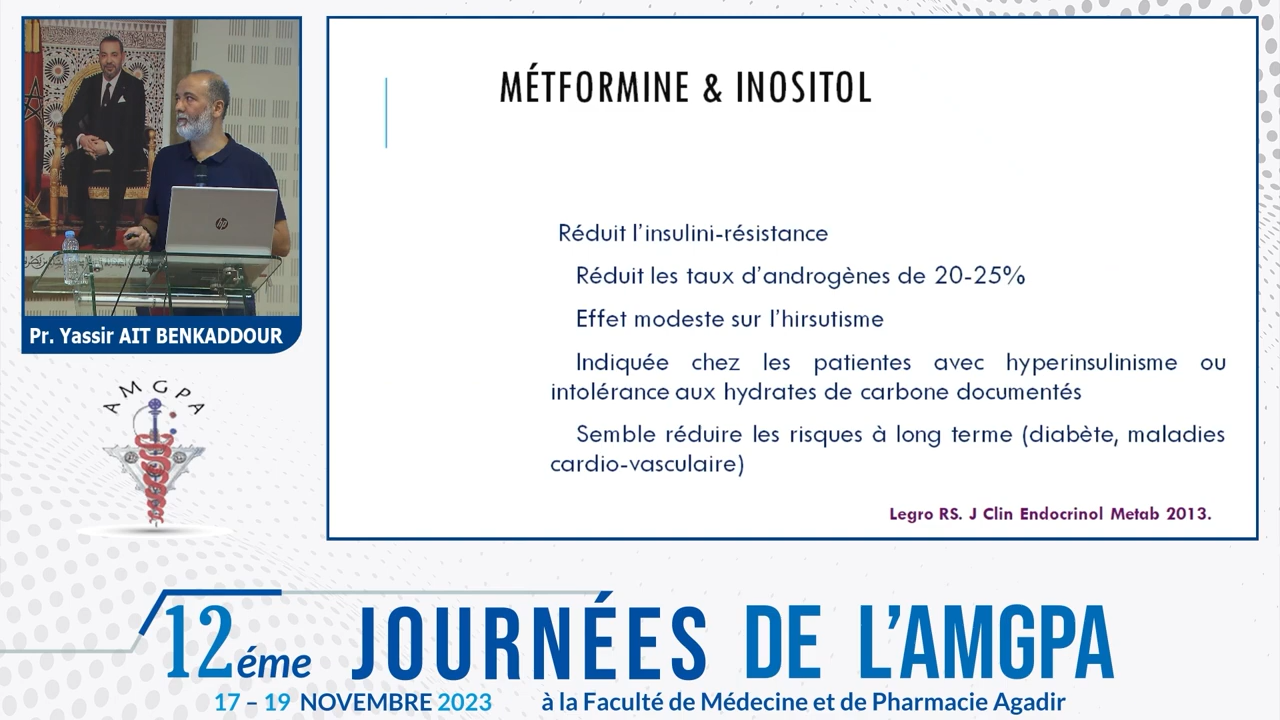 MÉTFORMINE & INOSITOL
Réduit l’insulini-résistance
Réduit les taux d’androgènes de 20-25%
Effet modeste sur l’hirsutisme
Indiquée chez les patientes avec hyperinsulinisme ou
intolérance aux hydrates de carbone documentés
Semble réduire les risques à long terme (diabète, maladies
cardio-vasculaire)
Legro RS. J Clin Endocrinol Metab 2013.
hp
Pr. Yassir AIT BENKADDOUR
AMGPA
12éme JOURNÉES DE L’AMGPA
17 – 19 NOVEMBRE 2023 à la Faculté de Médecine et de Pharmacie Agadir